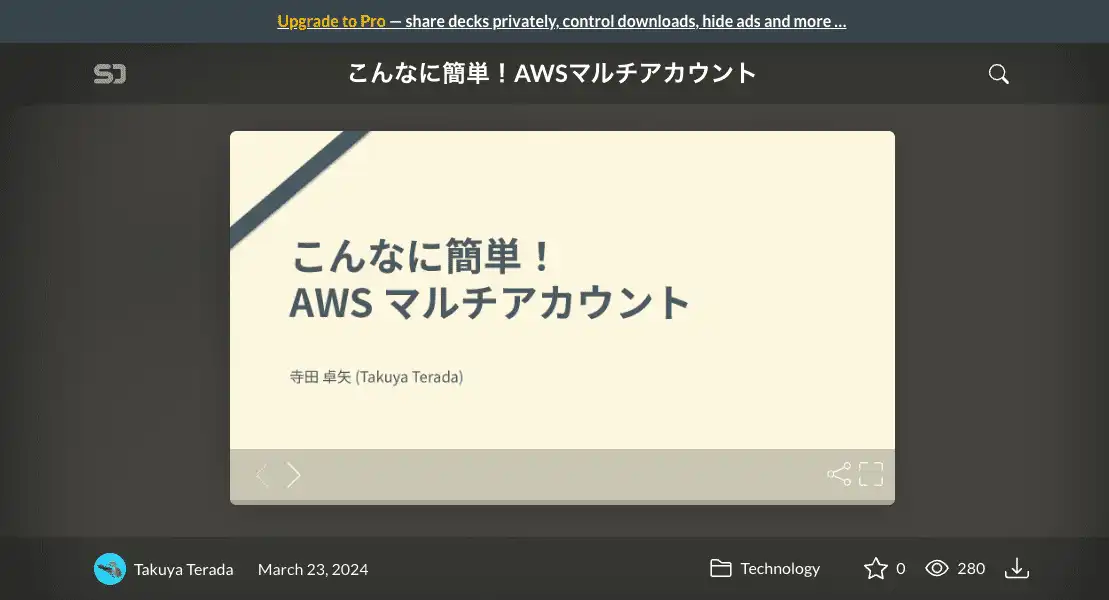 Upgrade to Pro — share decks privately, control downloads, hide ads and more …
SD
こんなに簡単！AWSマルチアカウント
こんなに簡単！
AWS マルチアカウント
寺田 卓矢 (Takuya Terada)
Takuya Terada
March 23, 2024
Technology
0
280